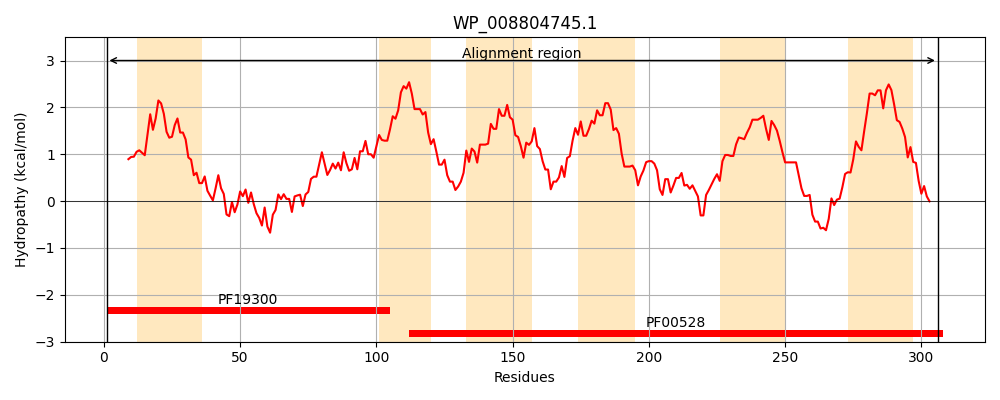 WP_008804745.1
Alignment region
Hydropathy (kcal/mol)
3
2
1
0
−1
−2
−3
PF19300
PF00528
0 50 100 150 200 250 300
Residues